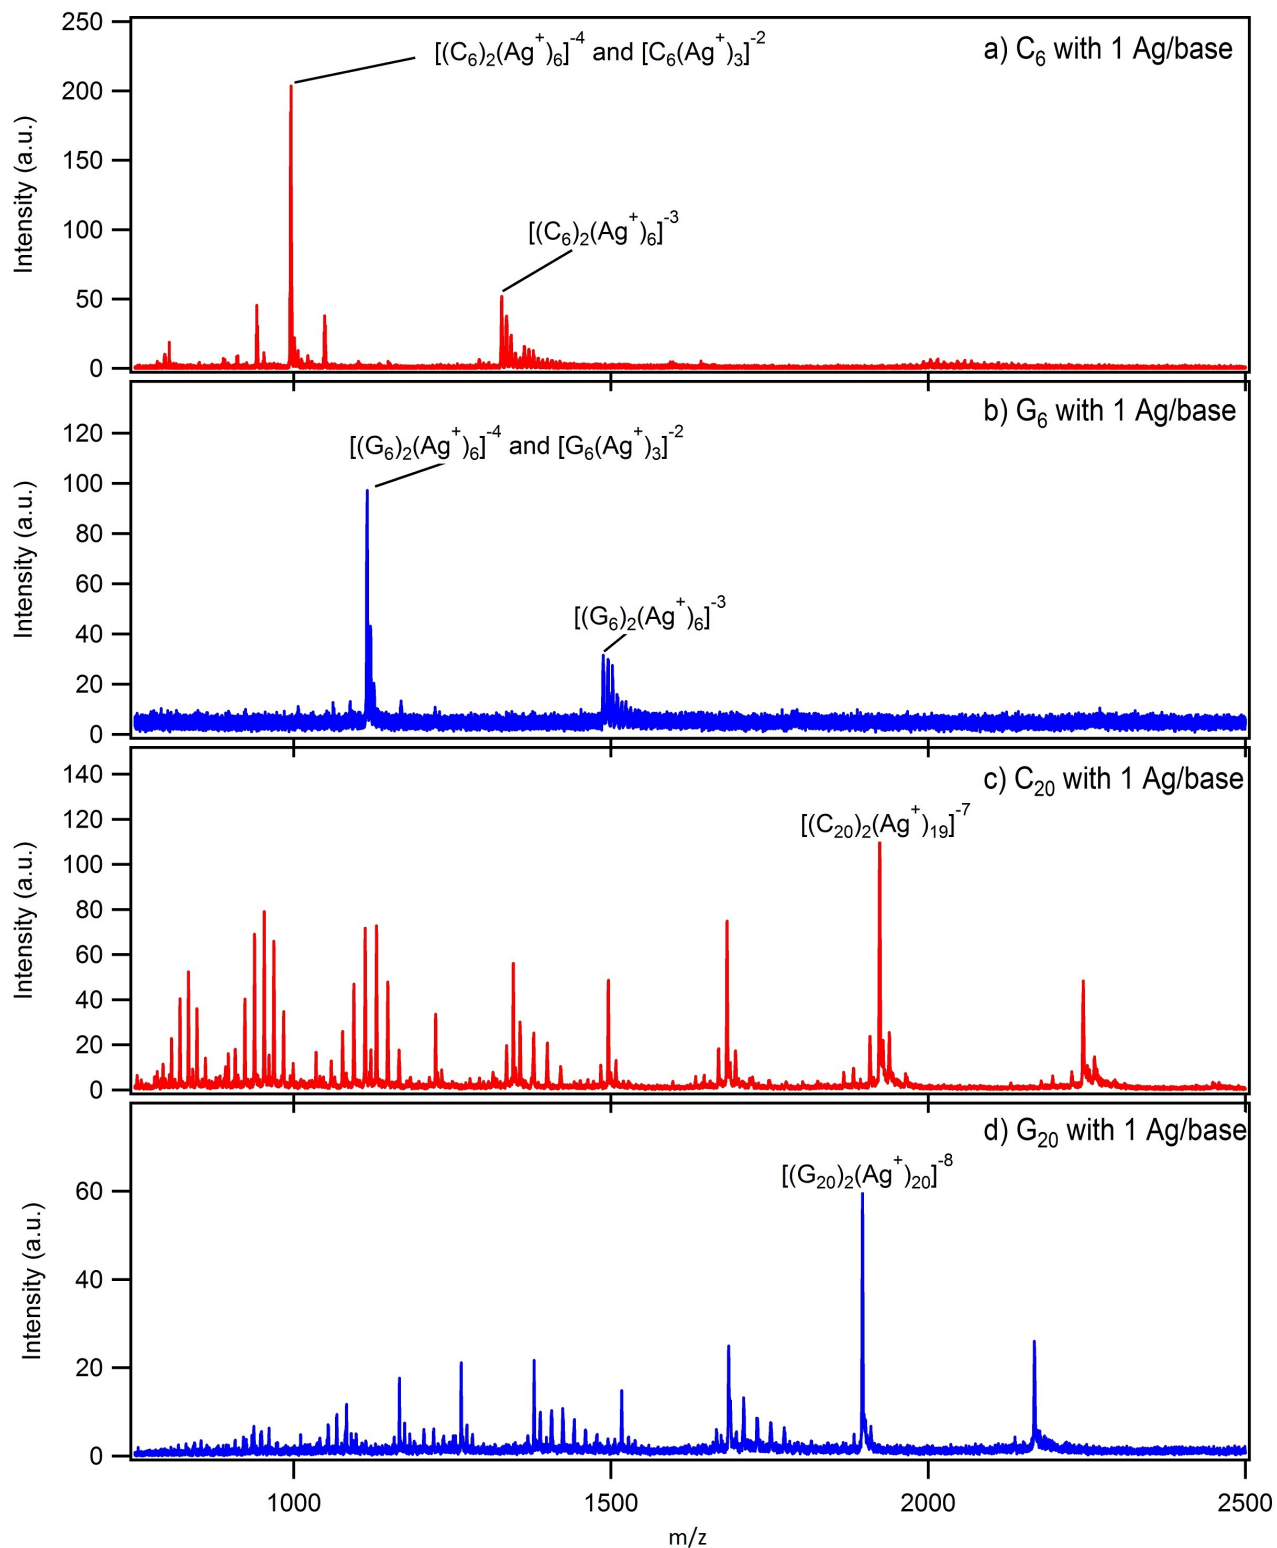 250
200
150
100
50
0
Intensity (a.u.)
[(C₆)₂(Ag⁺)₆]⁻⁴ and [C₆(Ag⁺)₃]⁻²
a) C₆ with 1 Ag/base
[(C₆)₂(Ag⁺)₆]⁻³
120
100
80
60
40
20
0
Intensity (a.u.)
b) G₆ with 1 Ag/base
[(G₆)₂(Ag⁺)₆]⁻⁴ and [G₆(Ag⁺)₃]⁻²
[(G₆)₂(Ag⁺)₆]⁻³
140
120
100
80
60
40
20
0
Intensity (a.u.)
c) C₂₀ with 1 Ag/base
[(C₂₀)₂(Ag⁺)₁₉]⁻⁷
60
40
20
0
Intensity (a.u.)
d) G₂₀ with 1 Ag/base
[(G₂₀)₂(Ag⁺)₂₀]⁻⁸
1000 1500 2000 2500
m/z